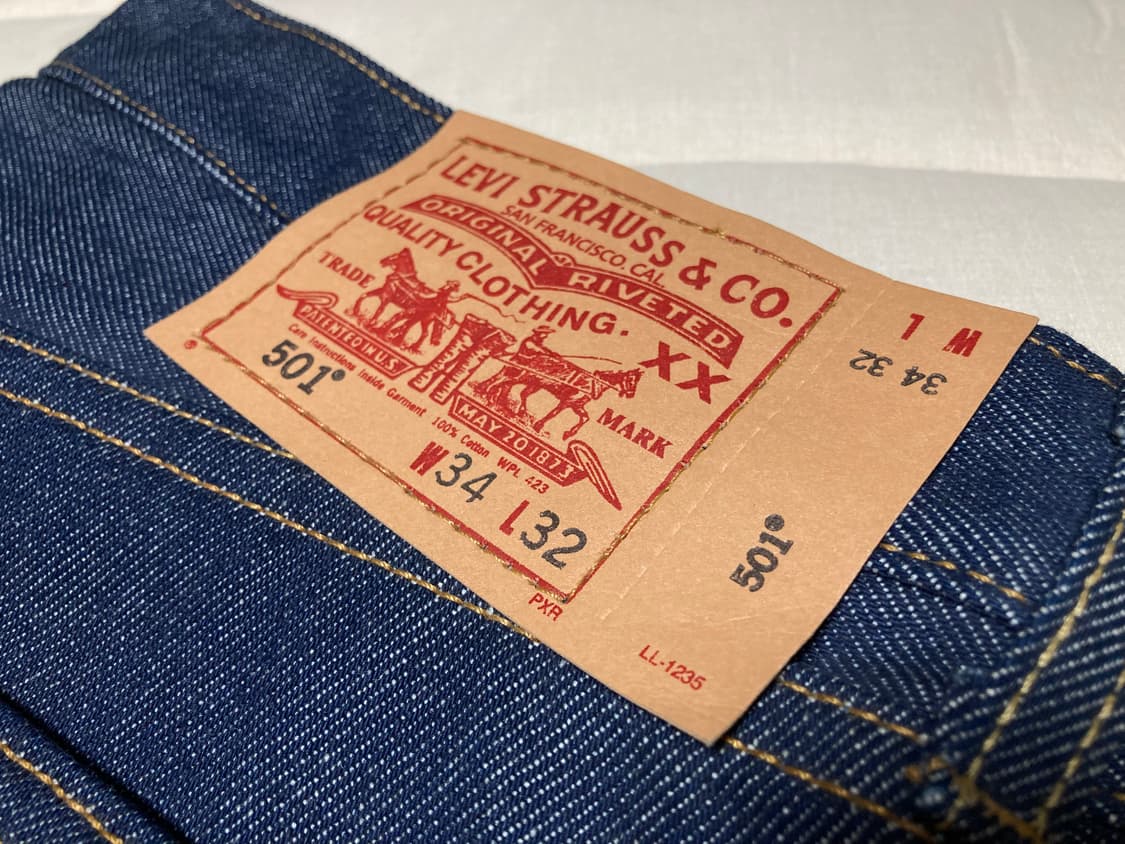 LEVI STRAUSS & CO.
SAN FRANCISCO. CAL.
ORIGINAL RIVETED
QUALITY CLOTHING.
XX
TRADE MARK
PATENTED IN U.S.
MAY 20 1873
501®
Care Instructions Inside Garment 100% Cotton WPL 423
W34 L32
®
PXR
W L
34 32
501®
LL-1235